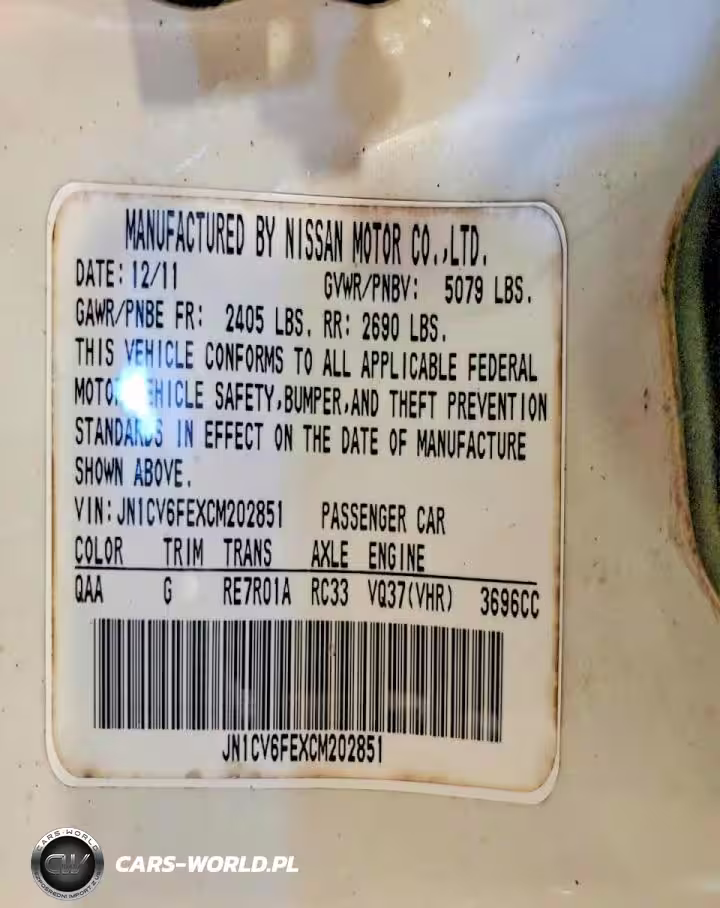 MANUFACTURED BY NISSAN MOTOR CO.,LTD.
DATE: 12/11 GVWR/PNBV: 5079 LBS.
GAWR/PNBE FR: 2405 LBS. RR: 2690 LBS.
THIS VEHICLE CONFORMS TO ALL APPLICABLE FEDERAL
MOTOR VEHICLE SAFETY,BUMPER,AND THEFT PREVENTION
STANDARDS IN EFFECT ON THE DATE OF MANUFACTURE
SHOWN ABOVE.
VIN: JN1CV6FEXCM202851 PASSENGER CAR
COLOR TRIM TRANS AXLE ENGINE
QAA G RE7R01A RC33 VQ37(VHR) 3696CC
JN1CV6FEXCM202851
CARS-WORLD
CW
CARS-WORLD.PL